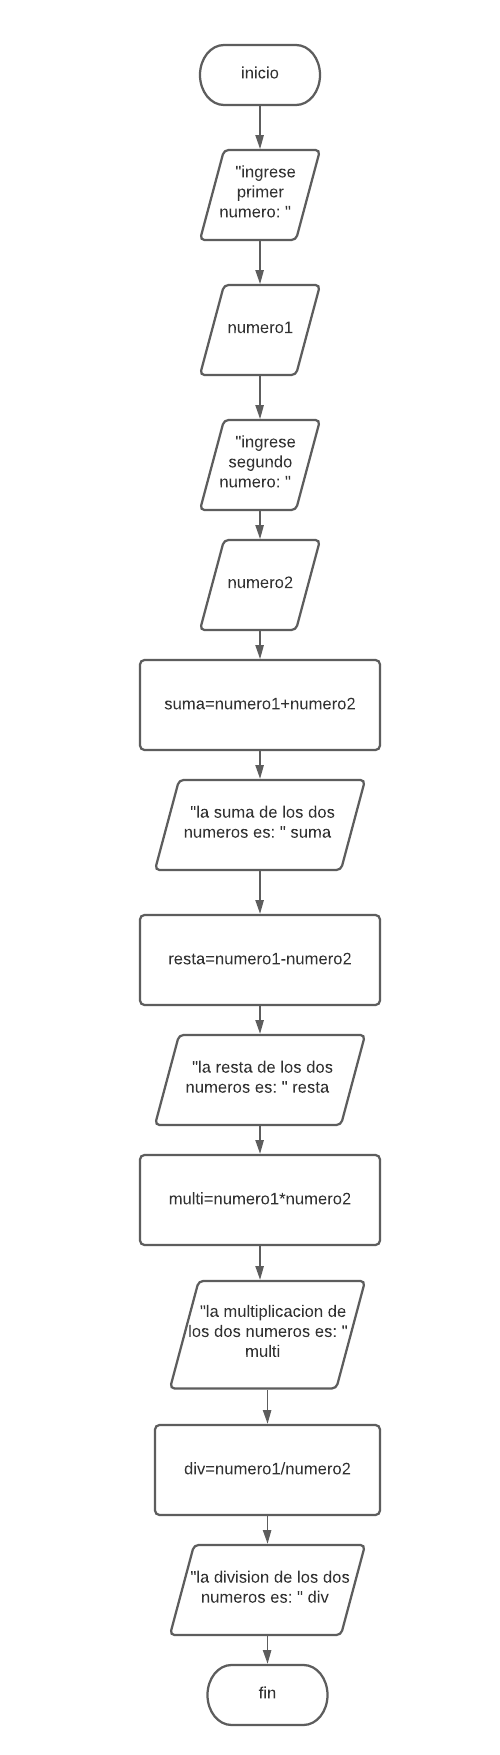 inicio
"ingrese
primer
numero: "
numero1
"ingrese
segundo
numero: "
numero2
suma=numero1+numero2
"la suma de los dos
numeros es: " suma
resta=numero1-numero2
"la resta de los dos
numeros es: " resta
multi=numero1*numero2
"la multiplicacion de
los dos numeros es: "
multi
div=numero1/numero2
"la division de los dos
numeros es: " div
fin